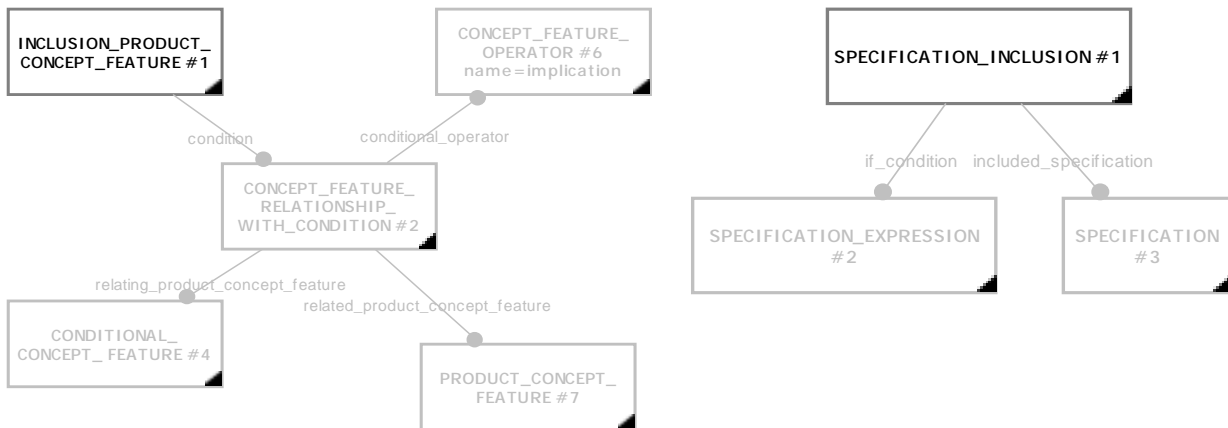 INCLUSION_PRODUCT_
CONCEPT_FEATURE #1
CONCEPT_FEATURE_
OPERATOR #6
name=implication
condition
conditional_operator
CONCEPT_FEATURE_
RELATIONSHIP_
WITH_CONDITION #2
relating_product_concept_feature
related_product_concept_feature
CONDITIONAL_
CONCEPT_ FEATURE #4
PRODUCT_CONCEPT_
FEATURE #7
SPECIFICATION_INCLUSION #1
if_condition
included_specification
SPECIFICATION_EXPRESSION
#2
SPECIFICATION
#3